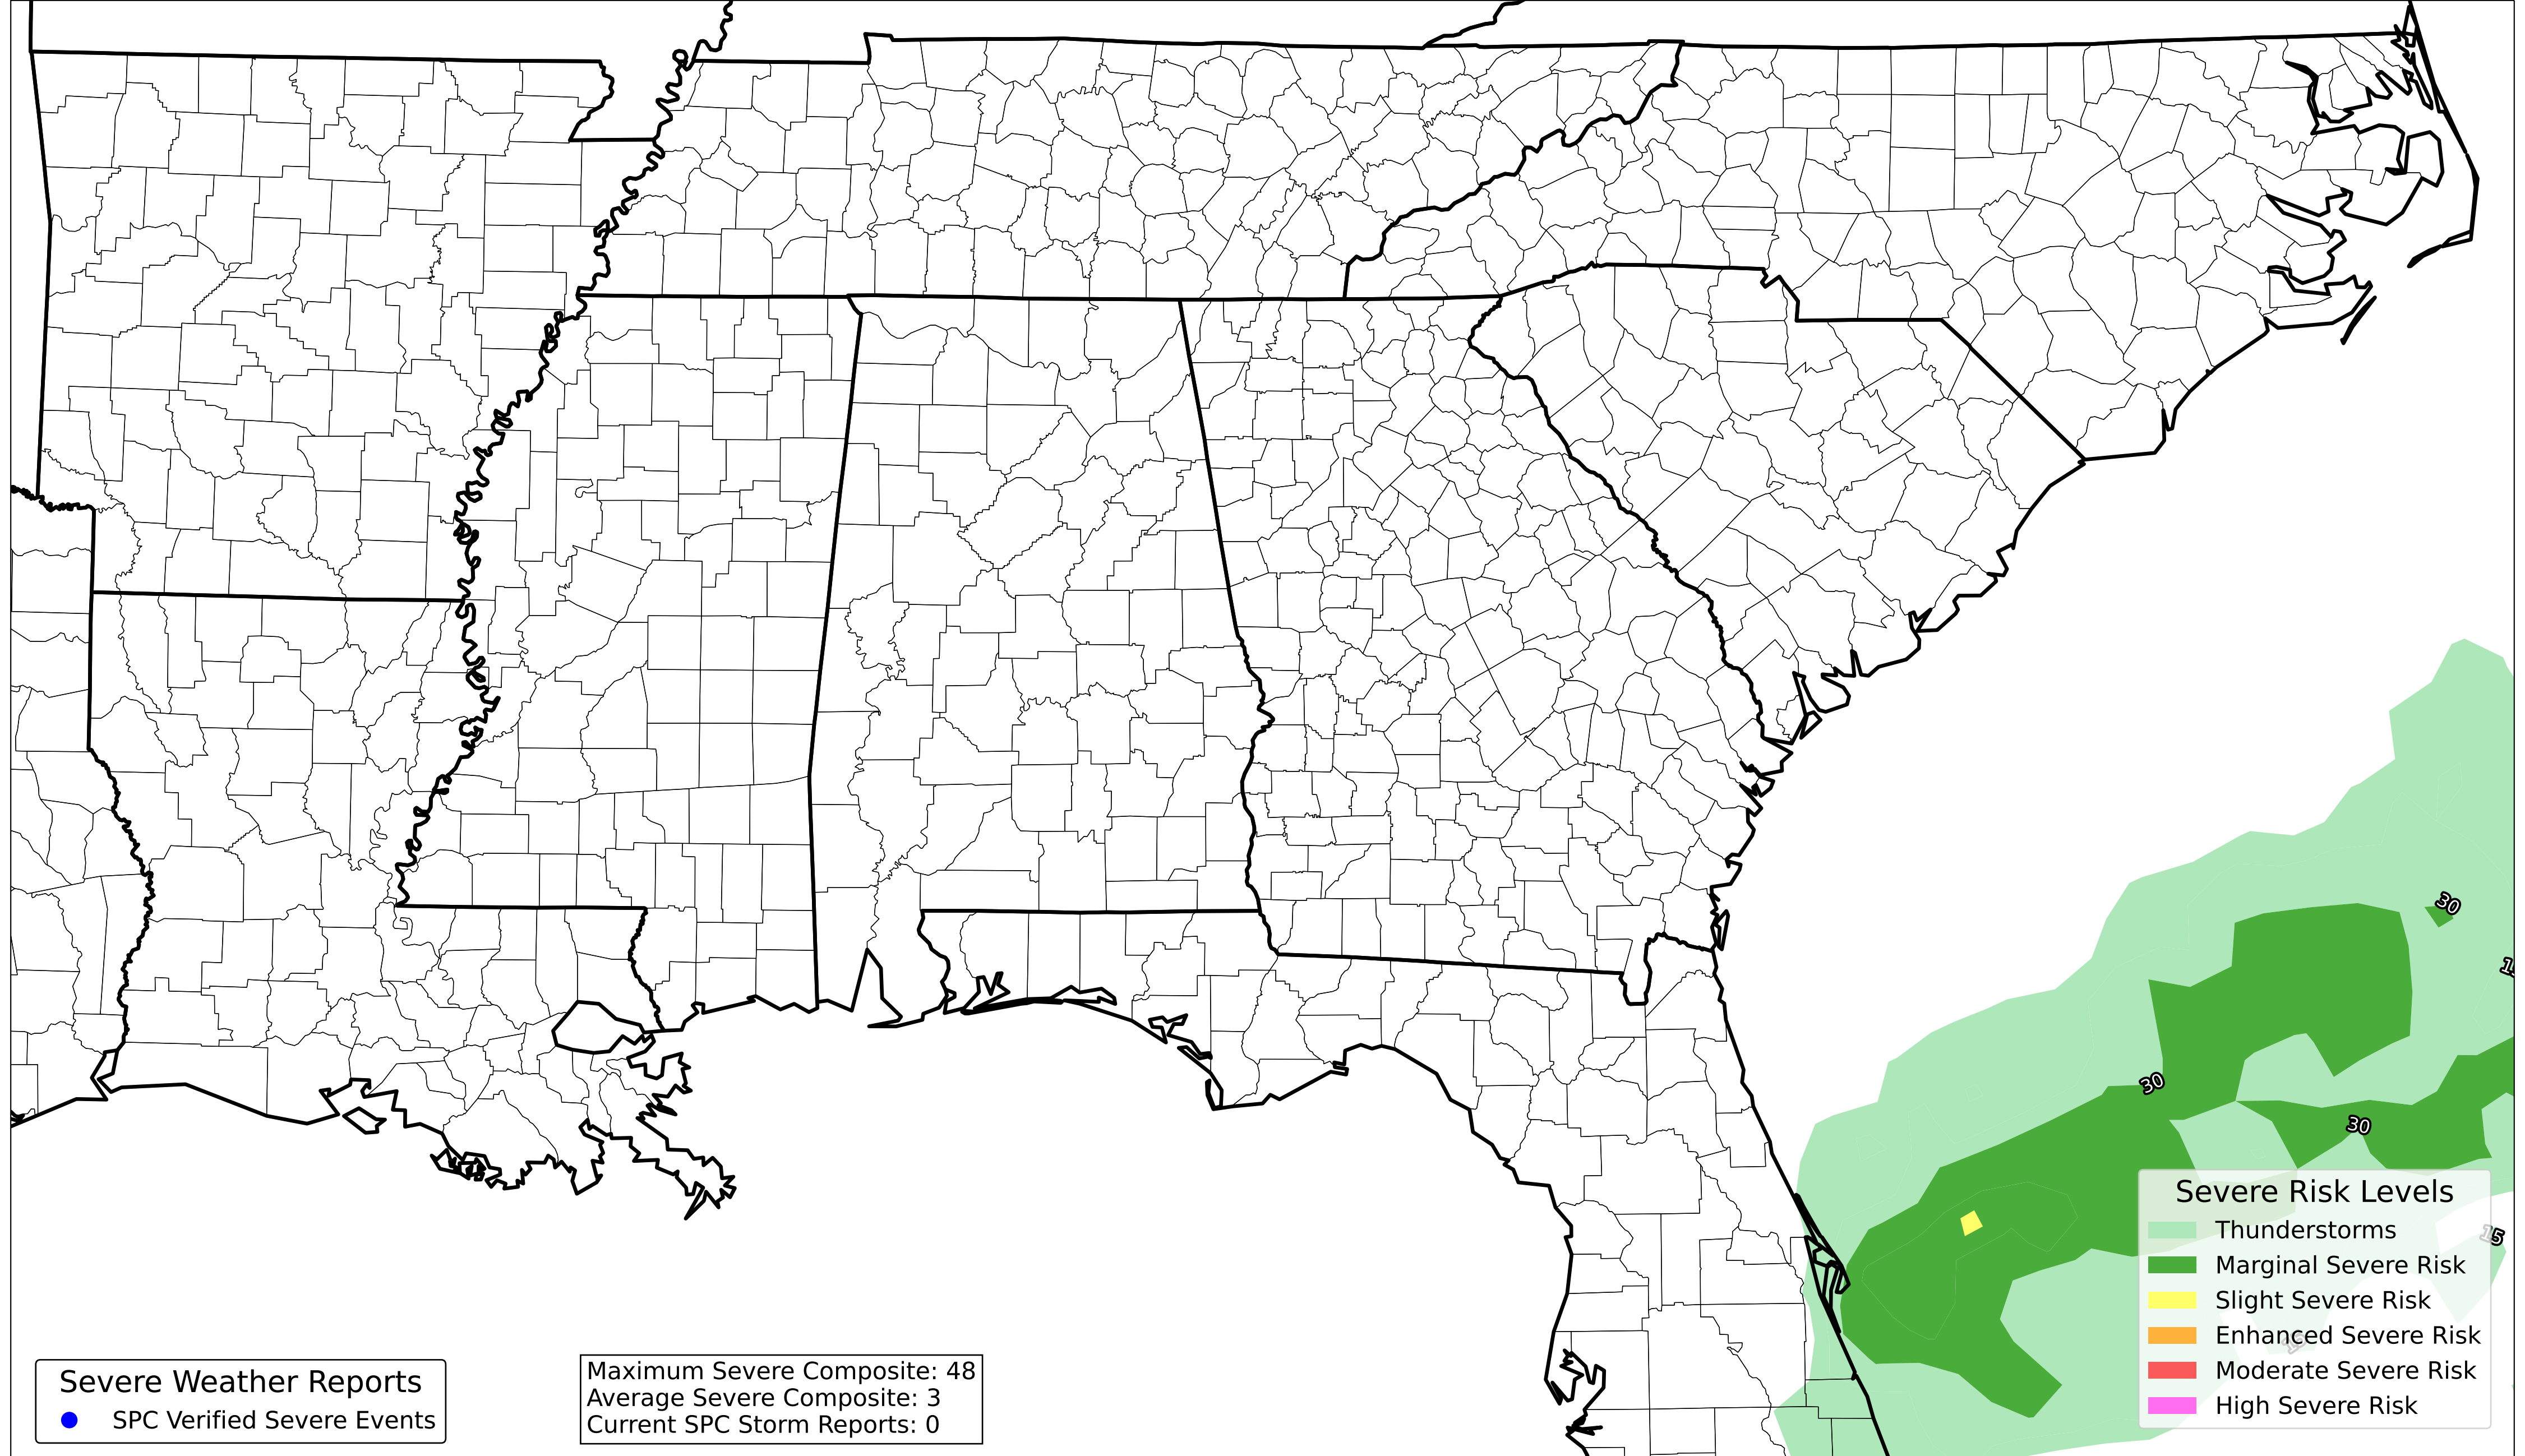 30
30
30
15
Severe Risk Levels
Thunderstorms
Marginal Severe Risk
Slight Severe Risk
Enhanced Severe Risk
Moderate Severe Risk
High Severe Risk
Severe Weather Reports
SPC Verified Severe Events
Maximum Severe Composite: 48
Average Severe Composite: 3
Current SPC Storm Reports: 0